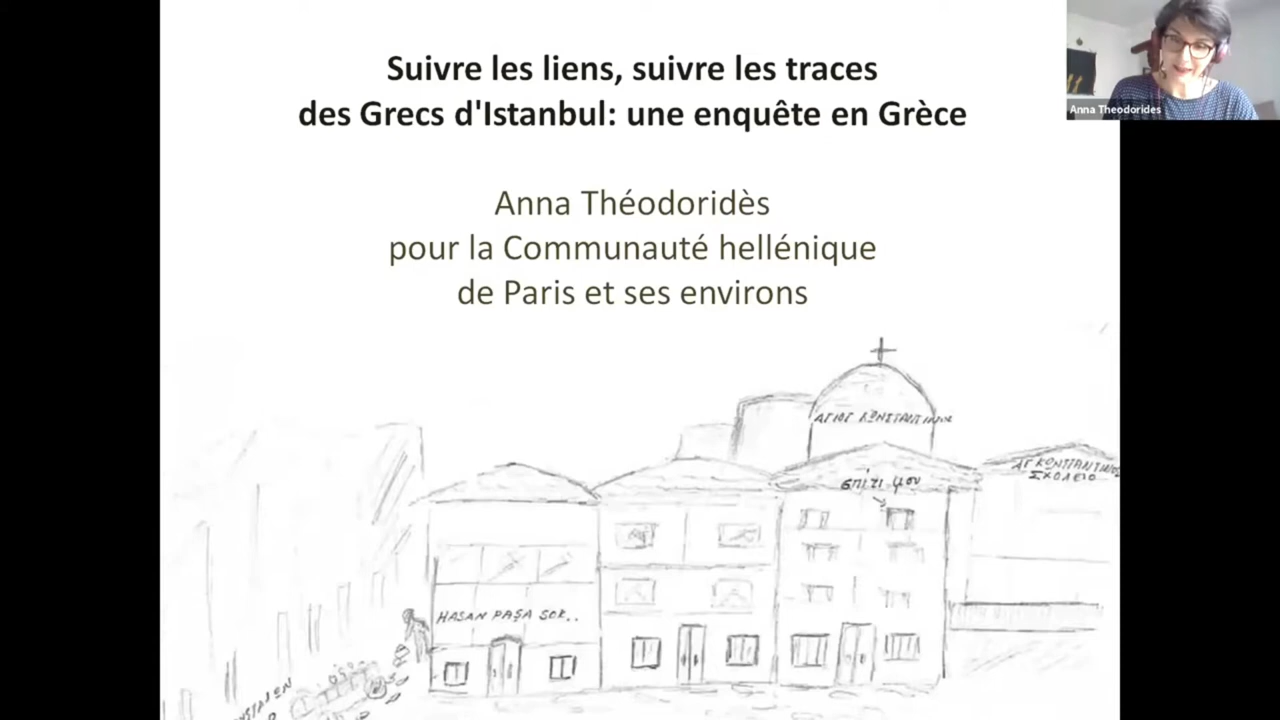 Suivre les liens, suivre les traces
des Grecs d'Istanbul: une enquête en Grèce
Anna Theodorides
Anna Théodoridès
pour la Communauté hellénique
de Paris et ses environs
ΑΓΙΟΣ ΚΩΝΣΤΑΝΤΙΝΟΣ
ΑΓ ΚΟΝΣΤΑΝΤΙΝΟΣ
ΣΧΟΛΕΙΟ
σπίτι μου
HASAN PAŞA SOK..